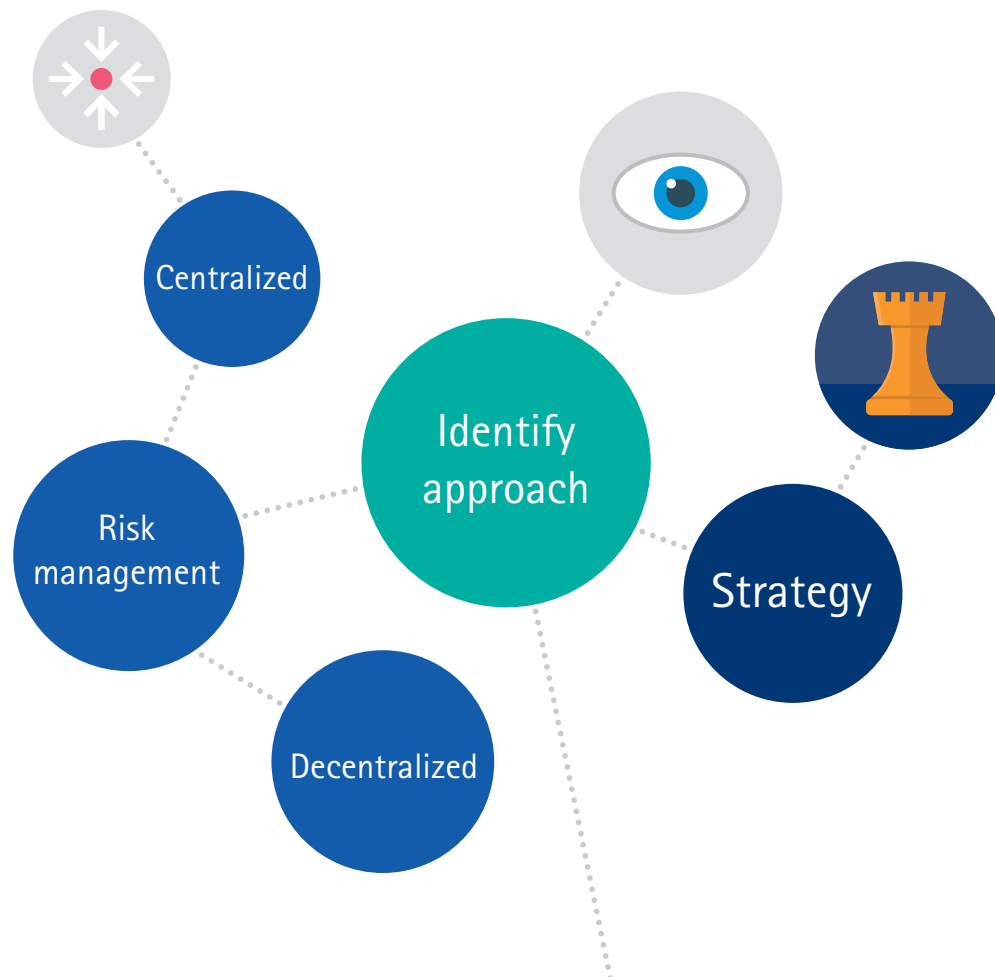 Centralized
Identify
approach
Risk
management
Strategy
Decentralized